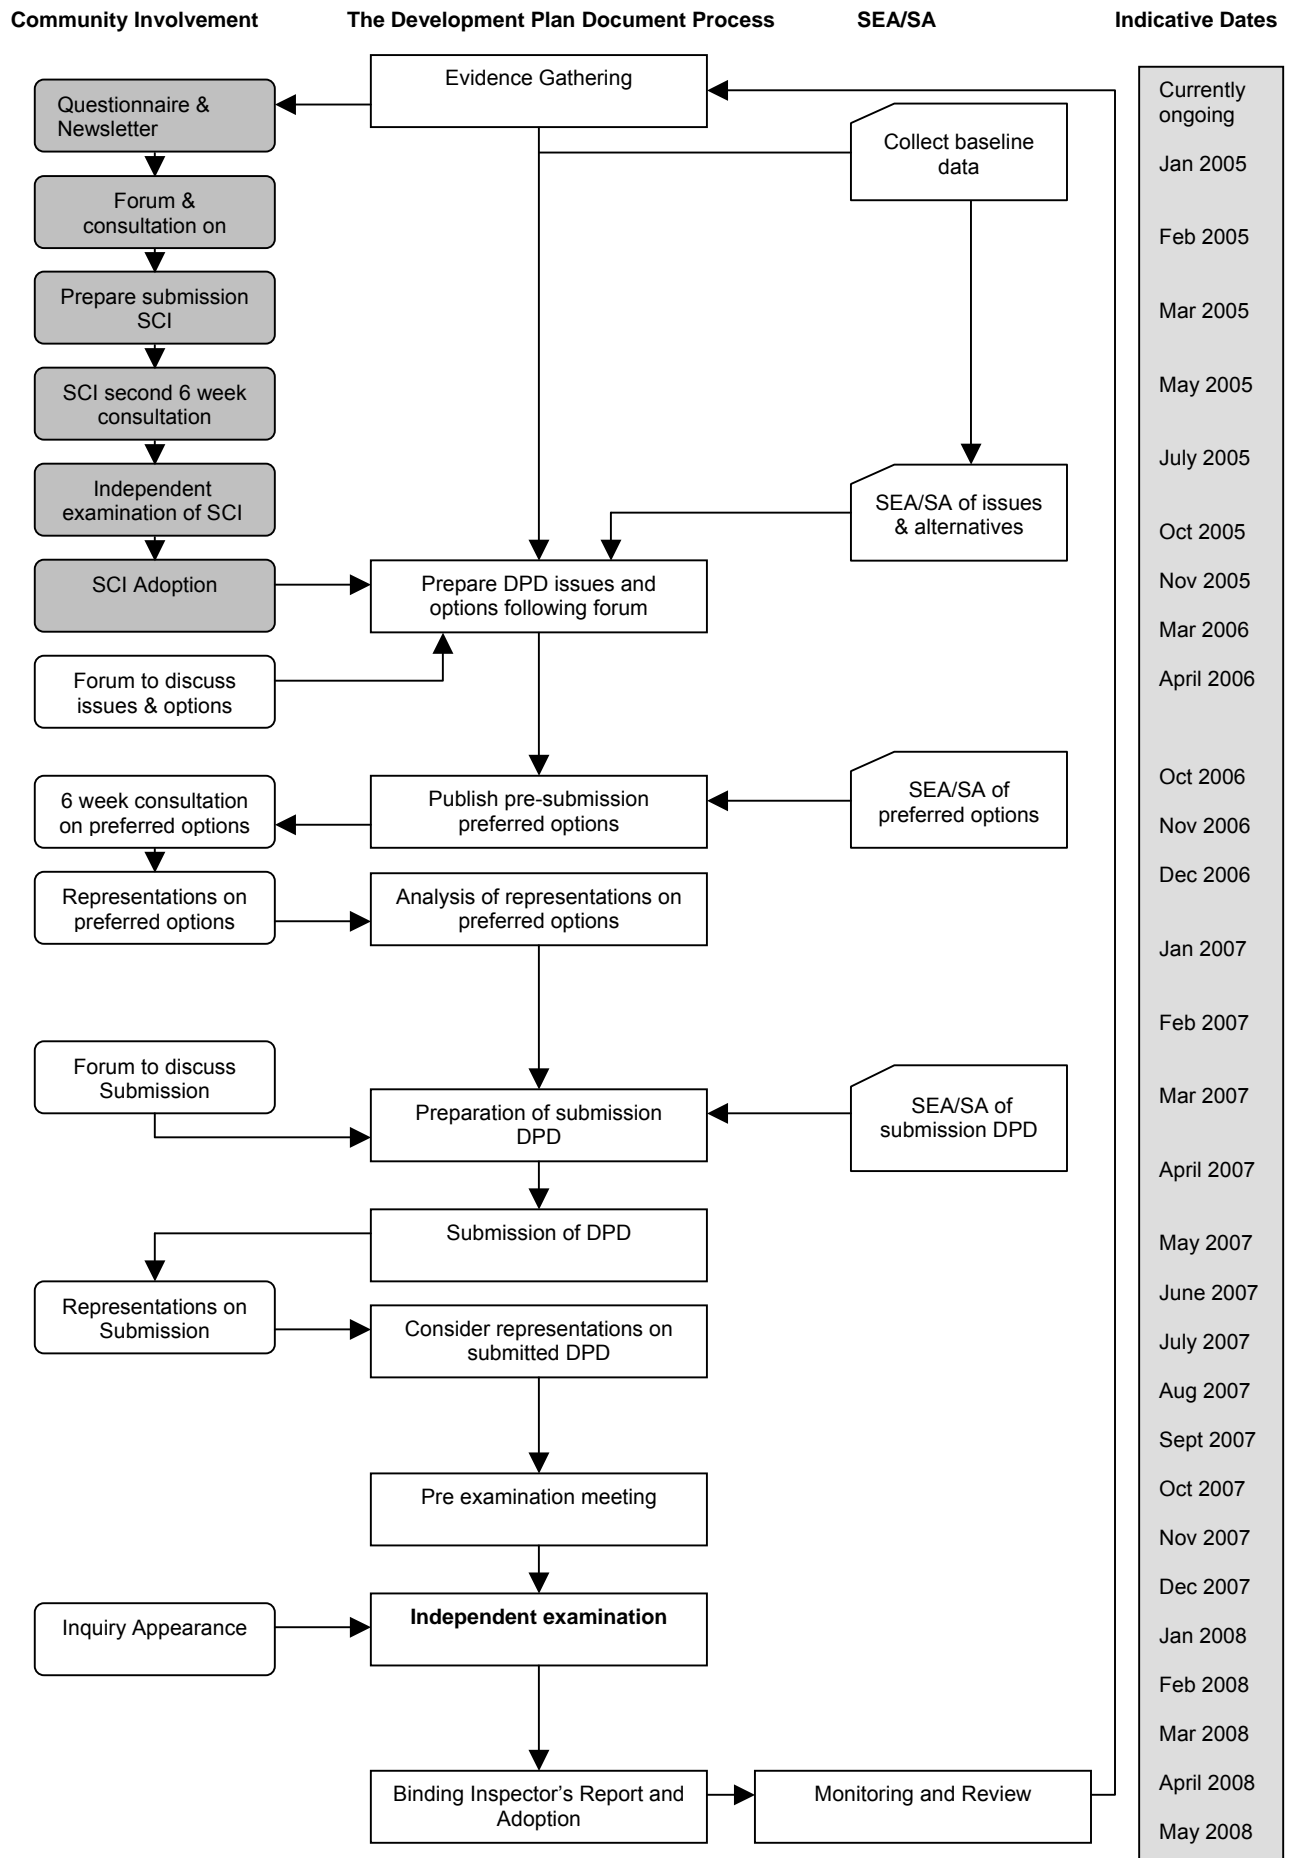 Community Involvement
The Development Plan Document Process
SEA/SA
Indicative Dates
Evidence Gathering
Questionnaire &
Newsletter
Forum &
consultation on
Prepare submission
SCI
SCI second 6 week
consultation
Independent
examination of SCI
SCI Adoption
Forum to discuss
issues & options
6 week consultation
on preferred options
Representations on
preferred options
Forum to discuss
Submission
Representations on
Submission
Inquiry Appearance
Prepare DPD issues and
options following forum
Publish pre-submission
preferred options
Analysis of representations on
preferred options
Preparation of submission
DPD
Submission of DPD
Consider representations on
submitted DPD
Pre examination meeting
Independent examination
Binding Inspector's Report and
Adoption
Monitoring and Review
Collect baseline
data
SEA/SA of issues
& alternatives
SEA/SA of
preferred options
SEA/SA of
submission DPD
Currently
ongoing
Jan 2005
Feb 2005
Mar 2005
May 2005
July 2005
Oct 2005
Nov 2005
Mar 2006
April 2006
Oct 2006
Nov 2006
Dec 2006
Jan 2007
Feb 2007
Mar 2007
April 2007
May 2007
June 2007
July 2007
Aug 2007
Sept 2007
Oct 2007
Nov 2007
Dec 2007
Jan 2008
Feb 2008
Mar 2008
April 2008
May 2008